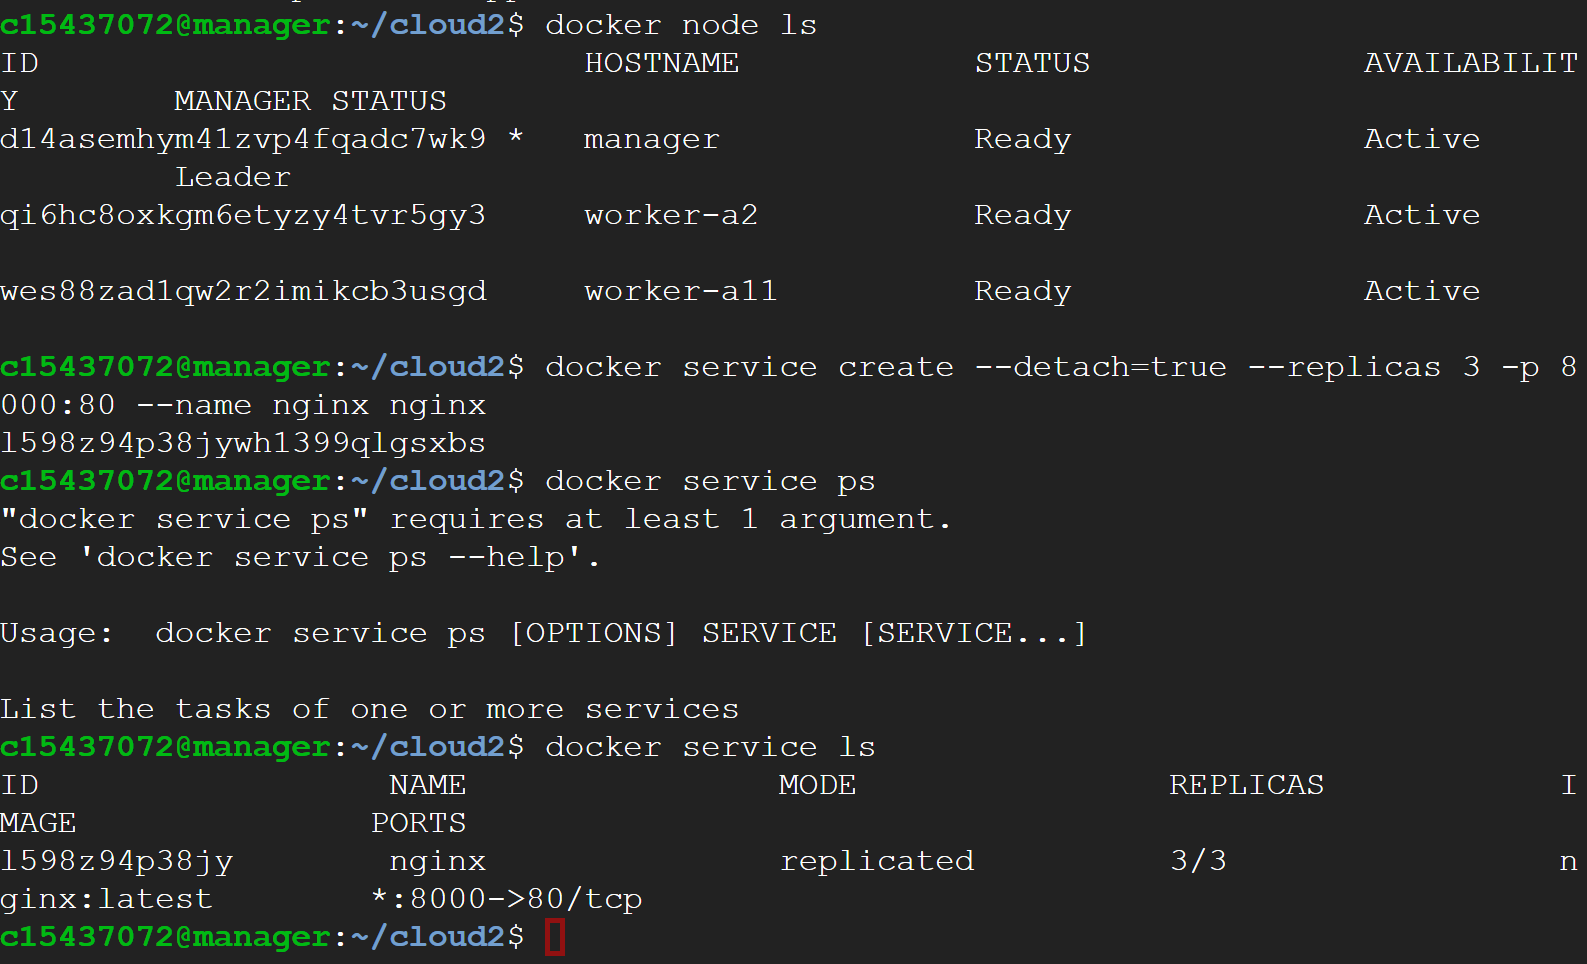 c15437072@manager:~/cloud2$ docker node ls
ID                            HOSTNAME            STATUS              AVAILABILIT
Y        MANAGER STATUS
d14asemhym41zvp4fqadc7wk9 *   manager             Ready               Active
         Leader
qi6hc8oxkgm6etyzy4tvr5gy3     worker-a2           Ready               Active
wes88zad1qw2r2imikcb3usgd     worker-a11          Ready               Active
c15437072@manager:~/cloud2$ docker service create --detach=true --replicas 3 -p 8
000:80 --name nginx nginx
l598z94p38jywh1399qlgsxbs
c15437072@manager:~/cloud2$ docker service ps
"docker service ps" requires at least 1 argument.
See 'docker service ps --help'.
Usage:  docker service ps [OPTIONS] SERVICE [SERVICE...]
List the tasks of one or more services
c15437072@manager:~/cloud2$ docker service ls
ID                  NAME                MODE                REPLICAS            I
MAGE               PORTS
l598z94p38jy        nginx               replicated          3/3                 n
ginx:latest        *:8000->80/tcp
c15437072@manager:~/cloud2$